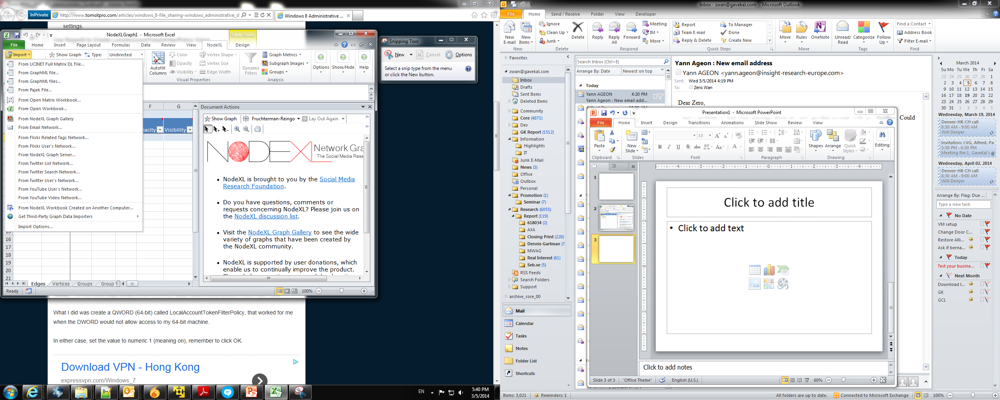 InPrivate
http://www.tomsitpro.com/articles/windows_8-file_sharing-windows_administrative_sl
Windows 8 Administrative ...
settings.
NodeXLGraph1 - Microsoft Excel
Table Tools
File
Home
Insert
Page Layout
Formulas
Data
Review
View
NodeXL
Design
Import
Show Graph
Type:
Undirected
Autofill Columns
Color
Opacity
Visibility
Vertex Shape
Vertex Size
Edge Width
Visual Properties
Dynamic Filters
Graph Metrics
Subgraph Images
Groups
Analysis
Options
Show/Hide
Help
From UCINET Full Matrix DL File...
From GraphML file...
From GraphML files...
From Pajek File...
From Open Matrix Workbook...
From Open Workbook...
From NodeXL Graph Gallery
From Email Network...
From Flickr Related Tags Network...
From Flickr User's Network...
From NodeXL Graph Server...
From Twitter List Network...
From Twitter Search Network...
From Twitter User's Network...
From YouTube User's Network...
From YouTube Video Network...
From NodeXL Workbook Created on Another Computer...
Get Third-Party Graph Data Importers
Import Options...
F
G
acity
Visibility
16
17
18
19
20
21
Document Actions
Show Graph
Fruchterman-Reingo
Lay Out Again
NODEXL
Network Gra
The Social Media Rese
• NodeXL is brought to you by the Social Media
Research Foundation.
• Do you have questions, comments or
requests concerning NodeXL? Please join us on
the NodeXL discussion list.
• Visit the NodeXL Graph Gallery to see the wide
variety of graphs that have been created by
the NodeXL community.
• NodeXL is supported by user donations, which
enable us to continually improve the product.
Edges
Vertices
Groups
Group
Ready
100%
What I did was create a QWORD (64-bit) called LocalAccountTokenFilterPolicy, that worked for me
when the DWORD would not allow access to my 64-bit machine.
In either case, set the value to numeric 1 (meaning on), remember to click OK.
Download VPN - Hong Kong
expressvpn.com/Windows_7
Snipping Tool
New
Cancel
Options
Select a snip type from the menu
or click the New button.
EN
5:40 PM
3/5/2014
Inbox - zwan@gavekal.com - Microsoft Outlook
File
Home
Send / Receive
Folder
View
Developer
New E-mail
New Items
New
Ignore
Clean Up
Junk
Delete
Delete
Reply
Reply All
Forward
Meeting
IM
More
Respond
Report
Team E-mail
Reply & Delete
To Manager
Done
Create New
Quick Steps
Move
Rules
OneNote
Move
Unread/ Read
Categorize
Follow Up
Tags
Find a Contact
Address Book
Filter E-mail
Find
Favorites
zwan@gavekal.com
Inbox
Drafts
Sent Items
Deleted Items
Community
Core (4871)
Dev
GK Report (1512)
Information
Highlights
IT
Junk E-Mail
News (3)
Office
Outbox
Personal
Promotion (1)
Seminar (7)
Research (6055)
Report (119)
618034 (2)
AXA
Closing Print (220)
Dennis Gartman (7
MWAG
Real Interest (61)
Seb.se (5)
RSS Feeds
Search Folders
Support
archive_core_00
Mail
Calendar
Tasks
Notes
Folder List
Shortcuts
Search Inbox (Ctrl+E)
Arrange By: Date
Newest on top
Today
Yann AGEON
4:20 PM
Yann Ageon : New email add...
Yann Ageon : New email address
Yann AGEON <yann.ageon@insight-research-europe.com>
Sent: Wed 3/5/2014 4:19 PM
To: Zero Wan
Dear Zero,
Could
Presentation1 - Microsoft PowerPoint
File
Home
Insert
Design
Transitions
Animations
Slide Show
Review
View
Paste
Clipboard
New Slide
Slides
10
B I U S abc AV Aa A
Font
Paragraph
Shapes
Arrange
Quick Styles
Drawing
Editing
1
2
3
Click to add title
• Click to add text
Click to add notes
Slide 3 of 3
"Office Theme"
English (U.S.)
60%
March 2014
Su Mo Tu We Th Fr Sa
23 24 25 26 27 28 1
2 3 4 5 6 7 8
9 10 11 12 13 14 15
16 17 18 19 20 21 22
23 24 25 26 27 28 29
30 31 1 2 3 4 5
Wednesday, March 19, 2014
Denver-HK-CH call
8:30 AM - 9:00 AM
Will Denyer
Invitation: LVG, Alfred, Pa
5:30 PM - 6:30 PM
Meeting Rm 1, GaveKal's
Wednesday, April 02, 2014
Denver-HK-CH call
8:30 AM - 9:00 AM
Will Denyer
Arrange By: Flag: Due ...
Type a new task
No Date
VM setup
Change Door C...
Restore Alli...
Ask if berna...
Today
Test your busine...
Next Month
Download I...
GK
GCL
Items: 3,021
Reminders: 1
All folders are up to date.
Connected to Microsoft Exchange
100%